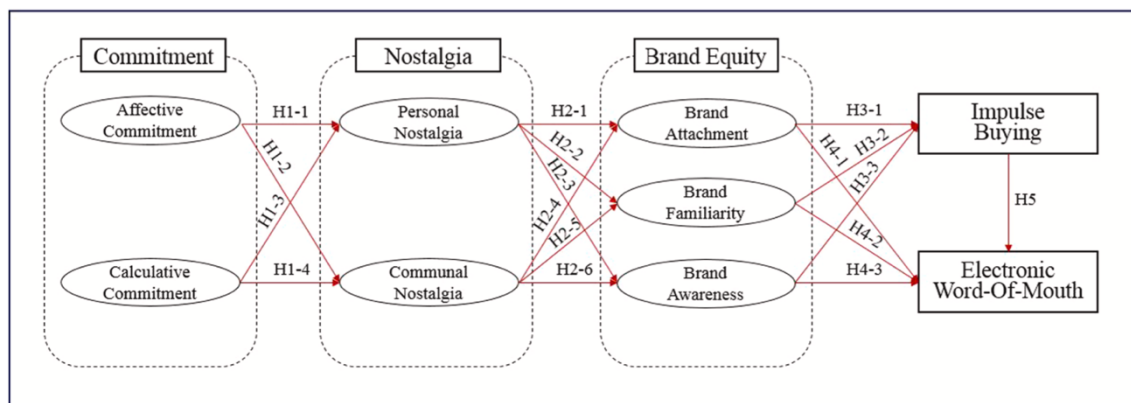 Commitment
Nostalgia
Brand Equity
Affective
Commitment
H1-1
Personal
Nostalgia
H2-1
Brand
Attachment
H3-1
Impulse
Buying
H1-2
H2-2
H2-3
H4-1
H3-2
H3-3
Brand
Familiarity
H5
H1-3
H2-4
H2-5
H4-2
Calculative
Commitment
H1-4
Communal
Nostalgia
H2-6
Brand
Awareness
H4-3
Electronic
Word-Of-Mouth